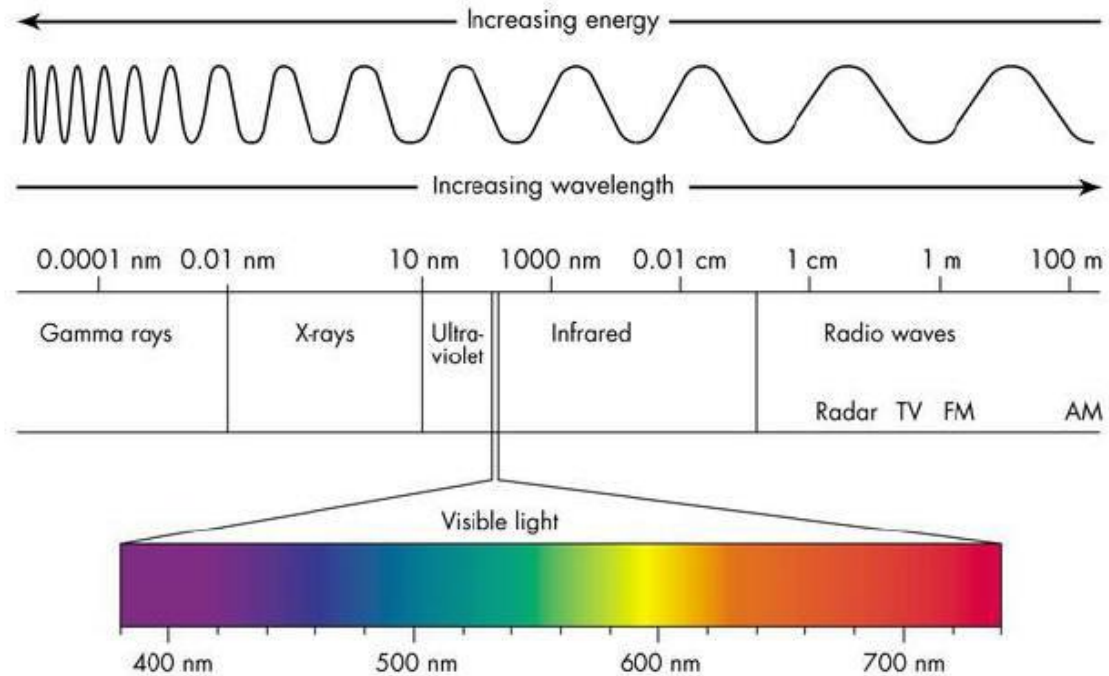 Increasing energy
Increasing wavelength
0.0001 nm 0.01 nm 10 nm 1000 nm 0.01 cm 1 cm 1 m 100 m
Gamma rays X-rays Ultra-
violet Infrared Radio waves
Radar TV FM AM
Visible light
400 nm 500 nm 600 nm 700 nm